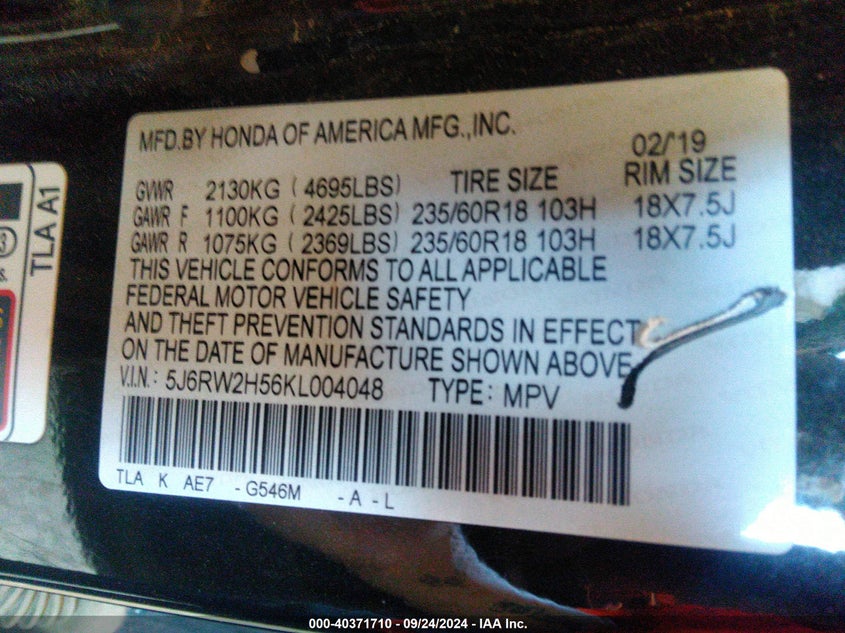 MFD.BY HONDA OF AMERICA MFG.,INC.
02/'19
GVWR 2130KG ( 4695LBS) TIRE SIZE RIM SIZE
GAWR F 1100KG ( 2425LBS) 235/60R18 103H 18X7.5J
GAWR R 1075KG ( 2369LBS) 235/60R18 103H 18X7.5J
THIS VEHICLE CONFORMS TO ALL APPLICABLE
FEDERAL MOTOR VEHICLE SAFETY
AND THEFT PREVENTION STANDARDS IN EFFECT
ON THE DATE OF MANUFACTURE SHOWN ABOVE
V.I.N.: 5J6RW2H56KL004048 TYPE: MPV
TLA K AE7 - G546M - A - L
TLA A1
000-40371710 - 09/24/2024 - IAA Inc.